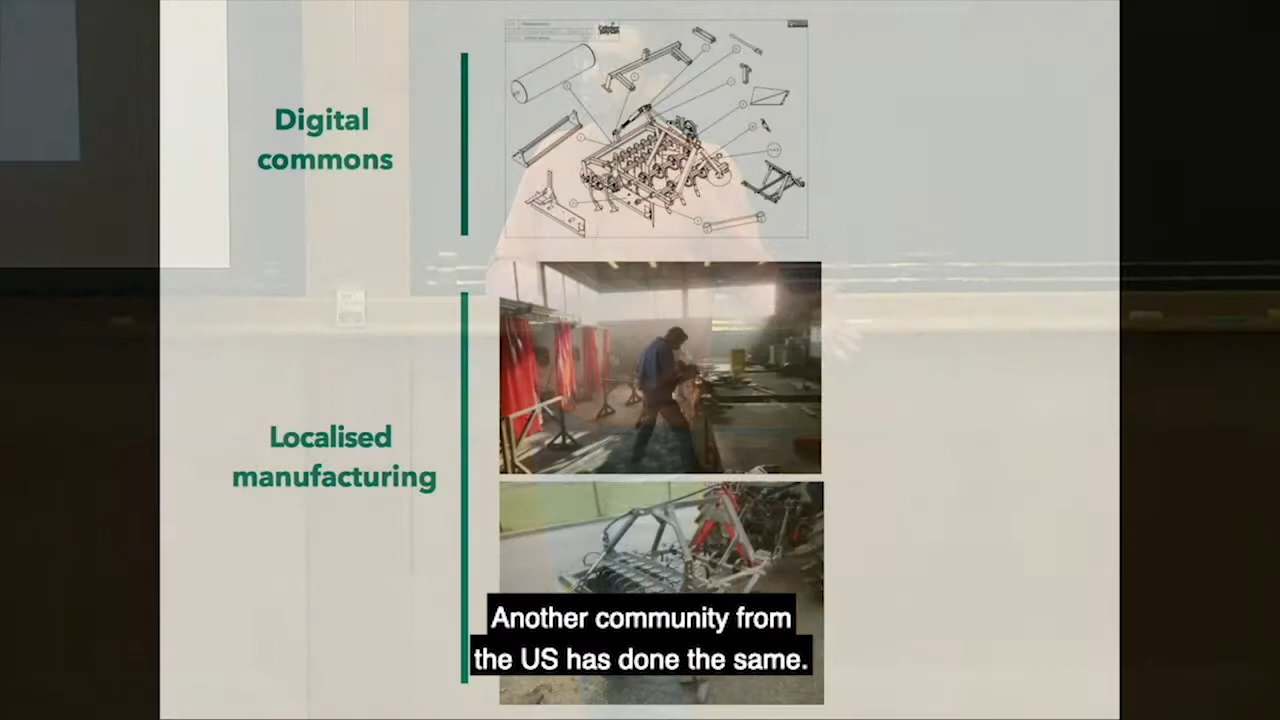 Digital
commons
Localised
manufacturing
Another community from
the US has done the same.